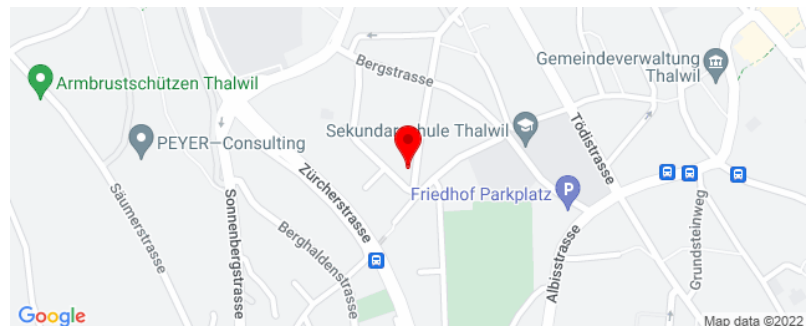 Gemeindeverwaltung
Thalwil
Bergstrasse
Armbrustschützen Thalwil
Sekundarschule Thalwil
Tödistrasse
PEYER–Consulting
Zürcherstrasse
Säumerstrasse
Sonnenbergstrasse
Friedhof Parkplatz
P
Berghaldenstrasse
Albisstrasse
Grundsteinweg
Google
Map data ©2022